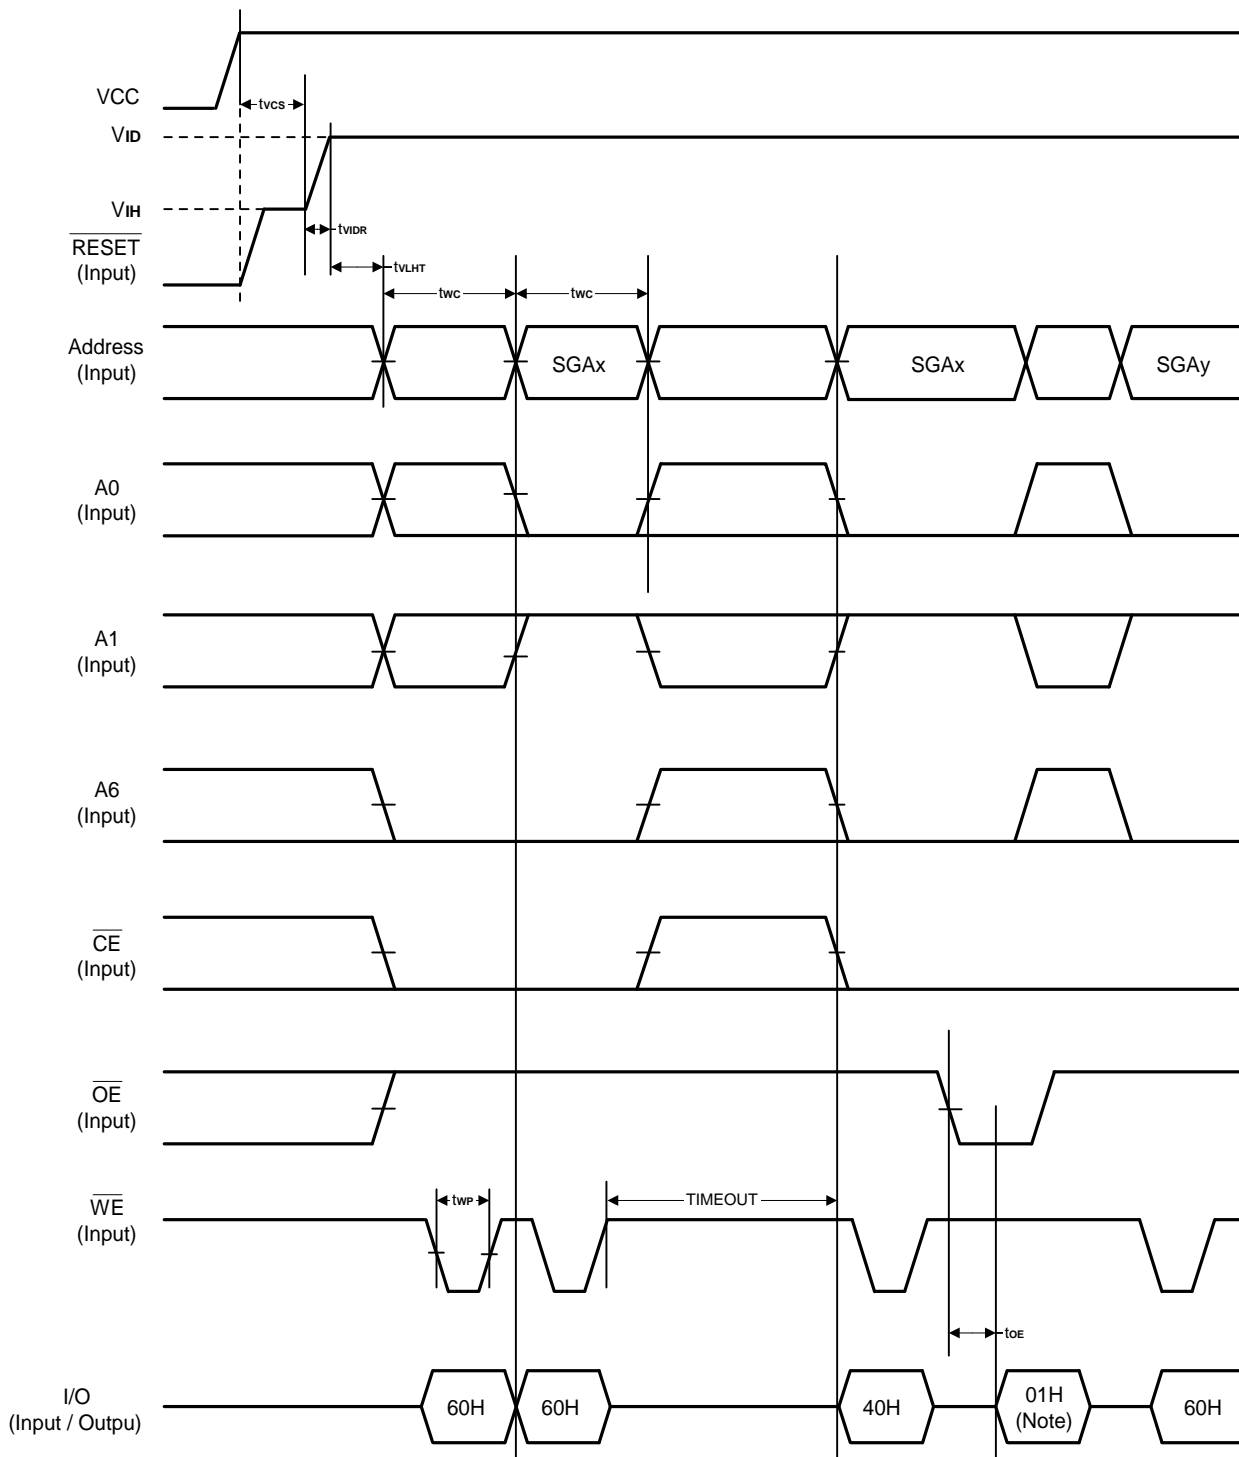 VCC
tVCS
VID
VIH
tVIDR
RESET
(Input)
tVLHT
tWC
tWC
Address
(Input)
SGAx
SGAx
SGAy
A0
(Input)
A1
(Input)
A6
(Input)
CE
(Input)
OE
(Input)
tWP
TIMEOUT
WE
(Input)
tOE
I/O
(Input / Outpu)
60H
60H
40H
01H
(Note)
60H